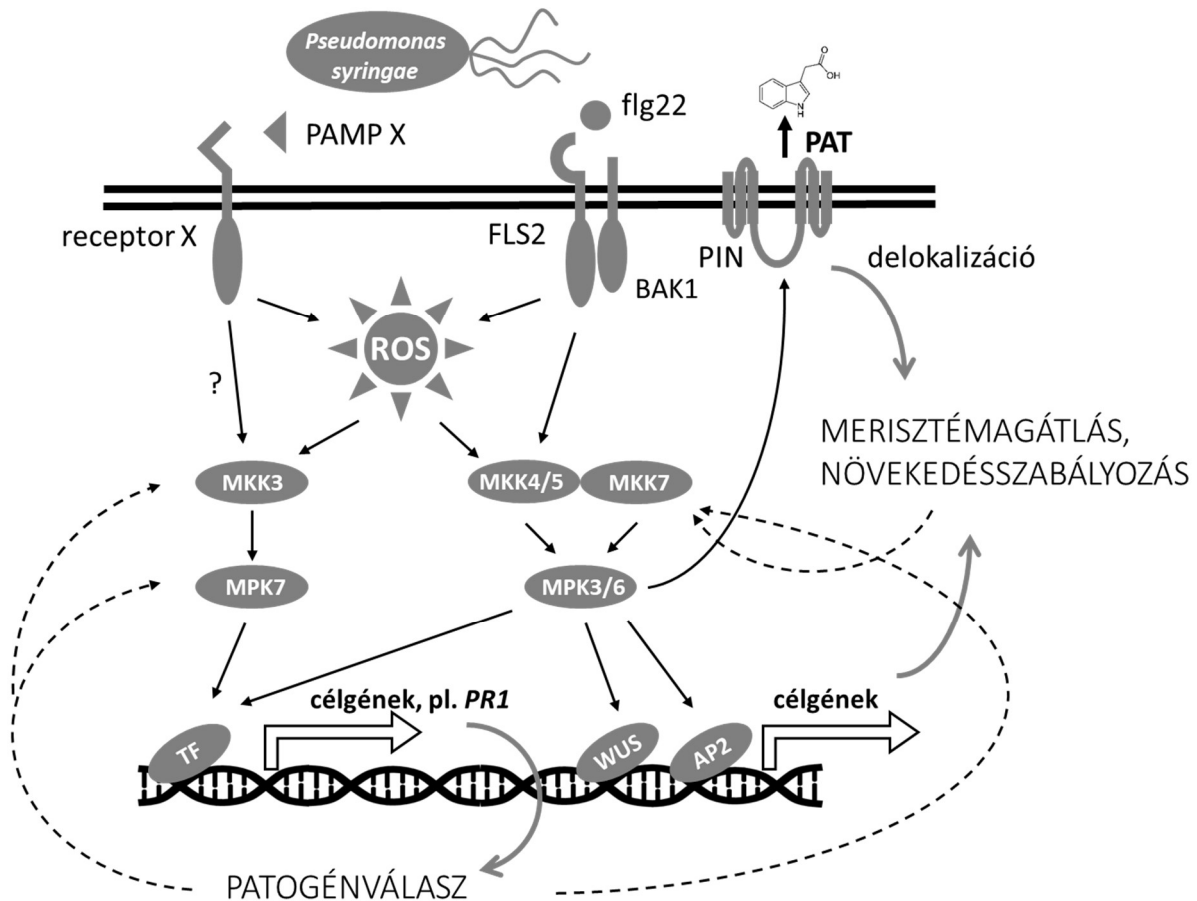 Pseudomonas
syringae
O
OH
N
H
flg22
PAMP X
PAT
receptor X
FLS2
PIN
delokalizáció
BAK1
ROS
?
MERISZTÉMAGÁTLÁS,
NÖVEKEDÉSSZABÁLYOZÁS
MKK3
MKK4/5
MKK7
MPK7
MPK3/6
célgének, pl. PR1
célgének
TF
WUS
AP2
PATOGÉNVÁLASZ